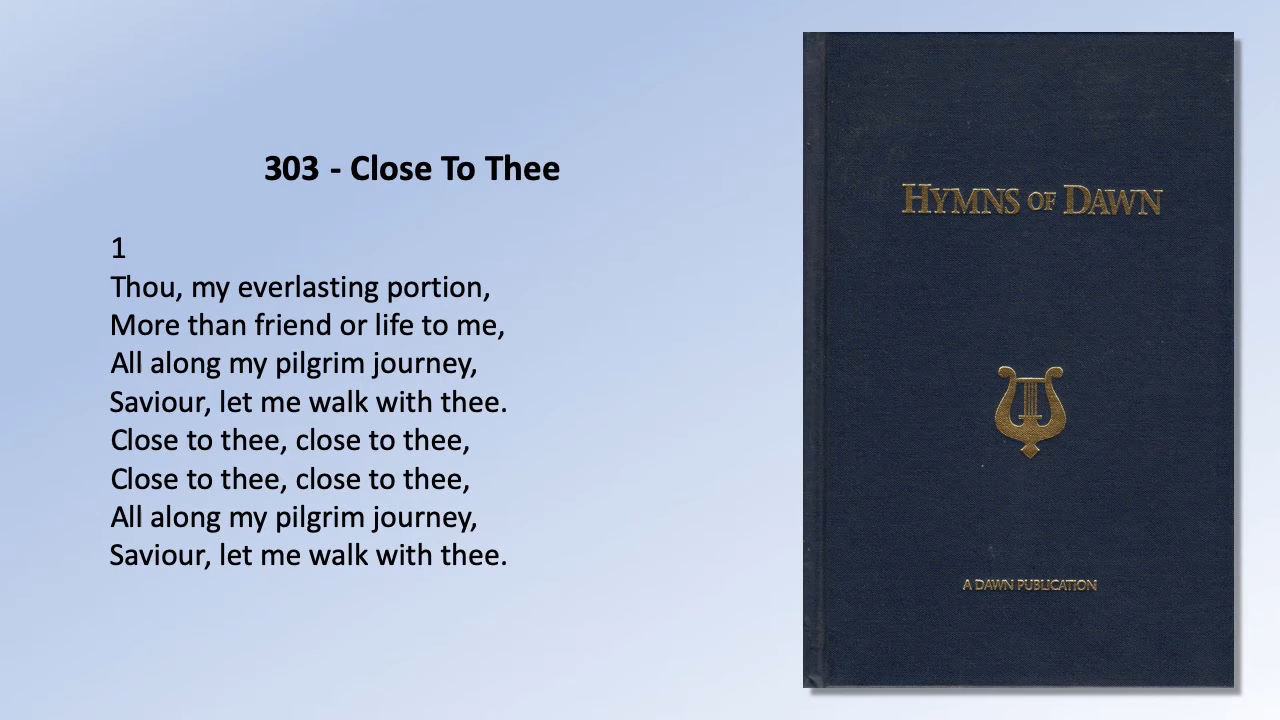 303 - Close To Thee
1
Thou, my everlasting portion,
More than friend or life to me,
All along my pilgrim journey,
Saviour, let me walk with thee.
Close to thee, close to thee,
Close to thee, close to thee,
All along my pilgrim journey,
Saviour, let me walk with thee.
HYMNS OF DAWN
A DAWN PUBLICATION